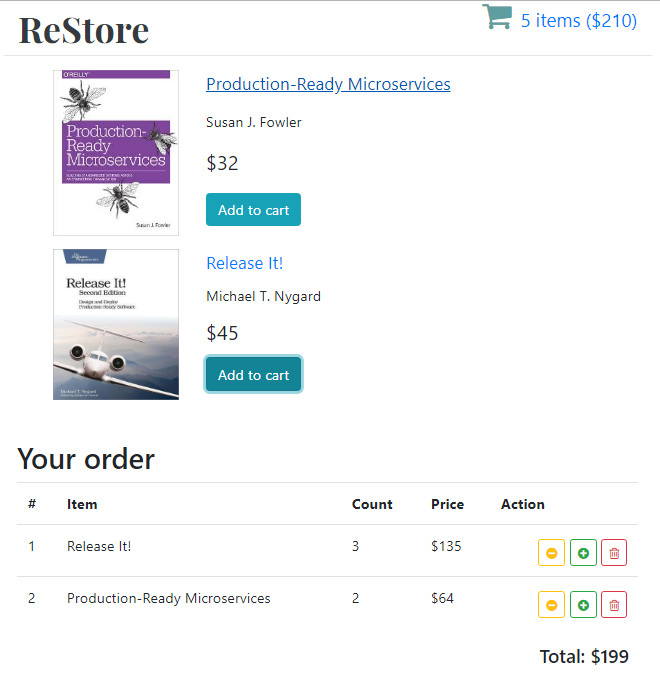 ReStore
5 items ($210)
O'REILLY'
Production-
Ready
Microservices
Susan J. Fowler
Production-Ready Microservices
Susan J. Fowler
$32
Add to cart
Release It!
Second Edition
Design and Deploy
Production-Ready Software
Michael T. Nygard
Release It!
Michael T. Nygard
$45
Add to cart
Your order
# Item Count Price Action
1 Release It! 3 $135
2 Production-Ready Microservices 2 $64
Total: $199